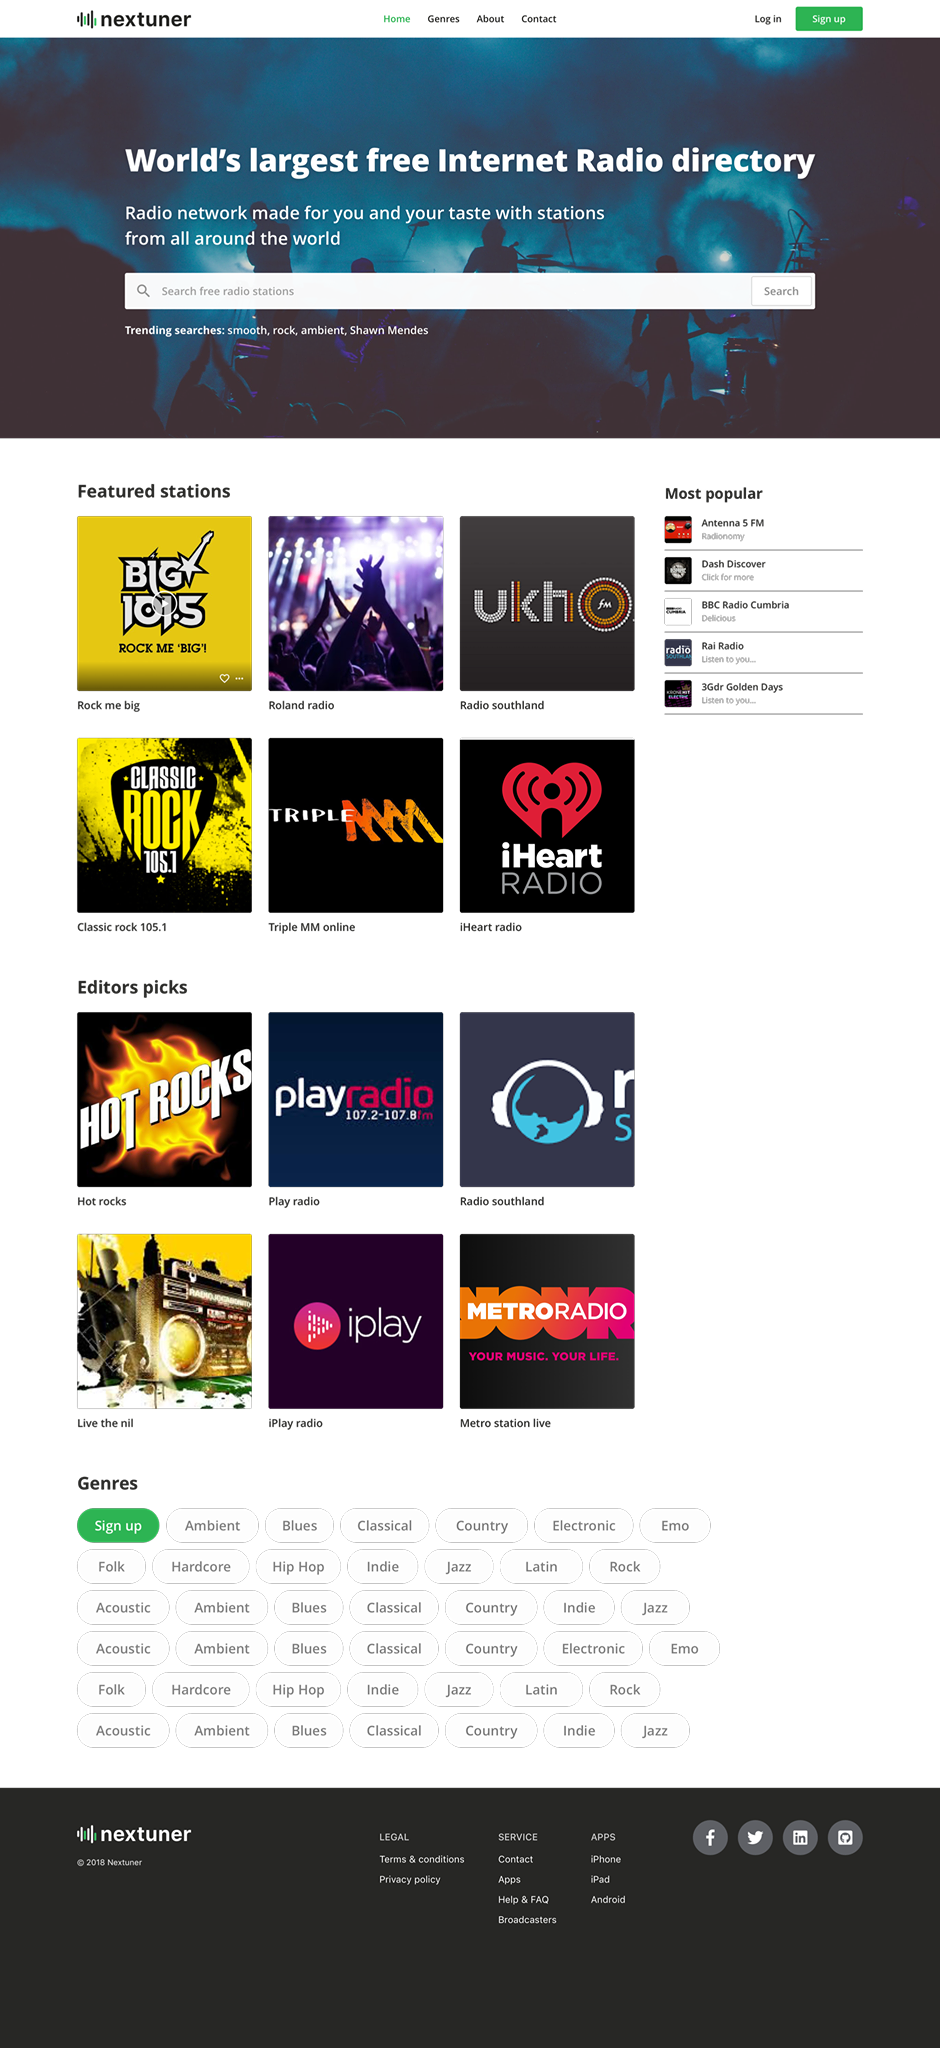 nextuner
Home Genres About Contact
Log in Sign up
World's largest free Internet Radio directory
Radio network made for you and your taste with stations
from all around the world
Search free radio stations
Search
Trending searches: smooth, rock, ambient, Shawn Mendes
Featured stations
BIG
101.5
ROCK ME 'BIG'!
Rock me big
Roland radio
fm
Radio southland
CLASSIC
ROCK
105.1
Classic rock 105.1
TRIPLE
Triple MM online
iHeart
RADIO
iHeart radio
Most popular
Antenna 5 FM
Radionomy
Dash Discover
Click for more
CUMBRIA
BBC Radio Cumbria
Delicious
radio
Rai Radio
Listen to you...
ELECTRIC
3Gdr Golden Days
Listen to you...
Editors picks
HOT ROCKS
Hot rocks
playradio
107.2-107.8fm
Play radio
Radio southland
Live the nil
iplay
iPlay radio
METRORADIO
YOUR MUSIC. YOUR LIFE.
Metro station live
Genres
Sign up Ambient Blues Classical Country Electronic Emo
Folk Hardcore Hip Hop Indie Jazz Latin Rock
Acoustic Ambient Blues Classical Country Indie Jazz
Acoustic Ambient Blues Classical Country Electronic Emo
Folk Hardcore Hip Hop Indie Jazz Latin Rock
Acoustic Ambient Blues Classical Country Indie Jazz
nextuner
© 2018 Nextuner
LEGAL
Terms & conditions
Privacy policy
SERVICE
Contact
Apps
Help & FAQ
Broadcasters
APPS
iPhone
iPad
Android